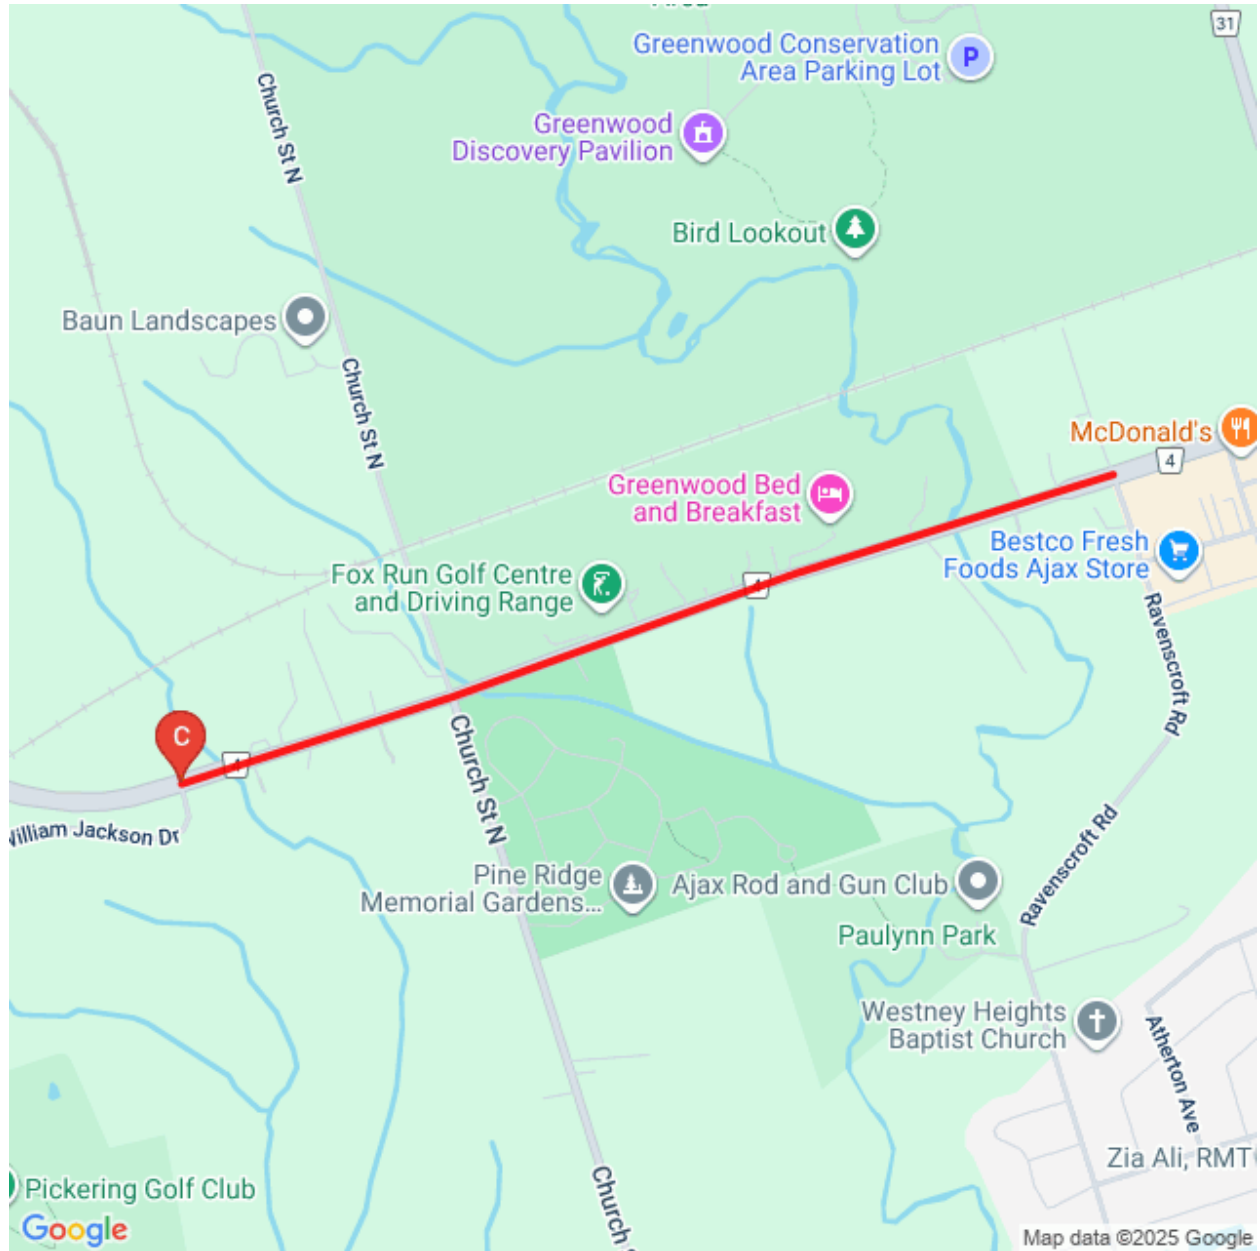 31
Greenwood Conservation
Area Parking Lot
P
Church St N
Greenwood
Discovery Pavilion
Bird Lookout
Baun Landscapes
Church St N
McDonald's
4
Greenwood Bed
and Breakfast
Bestco Fresh
Foods Ajax Store
Fox Run Golf Centre
and Driving Range
4
Ravenscroft Rd
C
4
Church St N
William Jackson Dr
Ravenscroft Rd
Pine Ridge
Memorial Gardens...
Ajax Rod and Gun Club
Paulynn Park
Westney Heights
Baptist Church
Atherton Ave
Zia Ali, RMT
Church
Pickering Golf Club
Google
Map data ©2025 Google